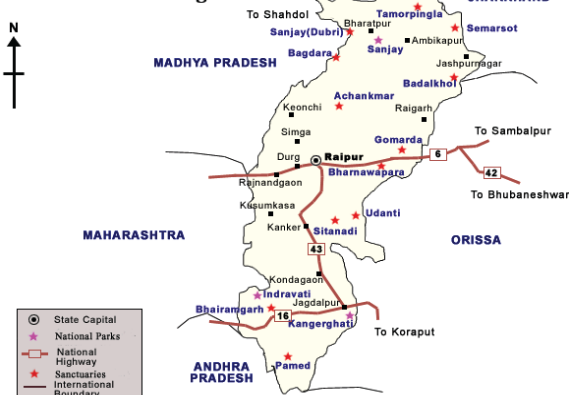 To Shahdol
Tamorpingla
N
Bharatpur
Semarsot
Sanjay(Dubri)
Ambikapur
Sanjay
Bagdara
MADHYA PRADESH
Jashpurnagar
Badalkhol
Achankmar
Keonchi
Raigarh
Simga
To Sambalpur
Gomarda
Durg
Raipur
6
Bharnawapara
42
Rajnandgaon
To Bhubaneshwar
Kusumkasa
Udanti
Kanker
Sitanadi
MAHARASHTRA
ORISSA
43
Kondagaon
Indravati
Jagdalpur
Bhairamgarh
16
Kangerghati
To Koraput
State Capital
National Parks
National
Highway
Sanctuaries
International
Boundary
ANDHRA
PRADESH
Pamed